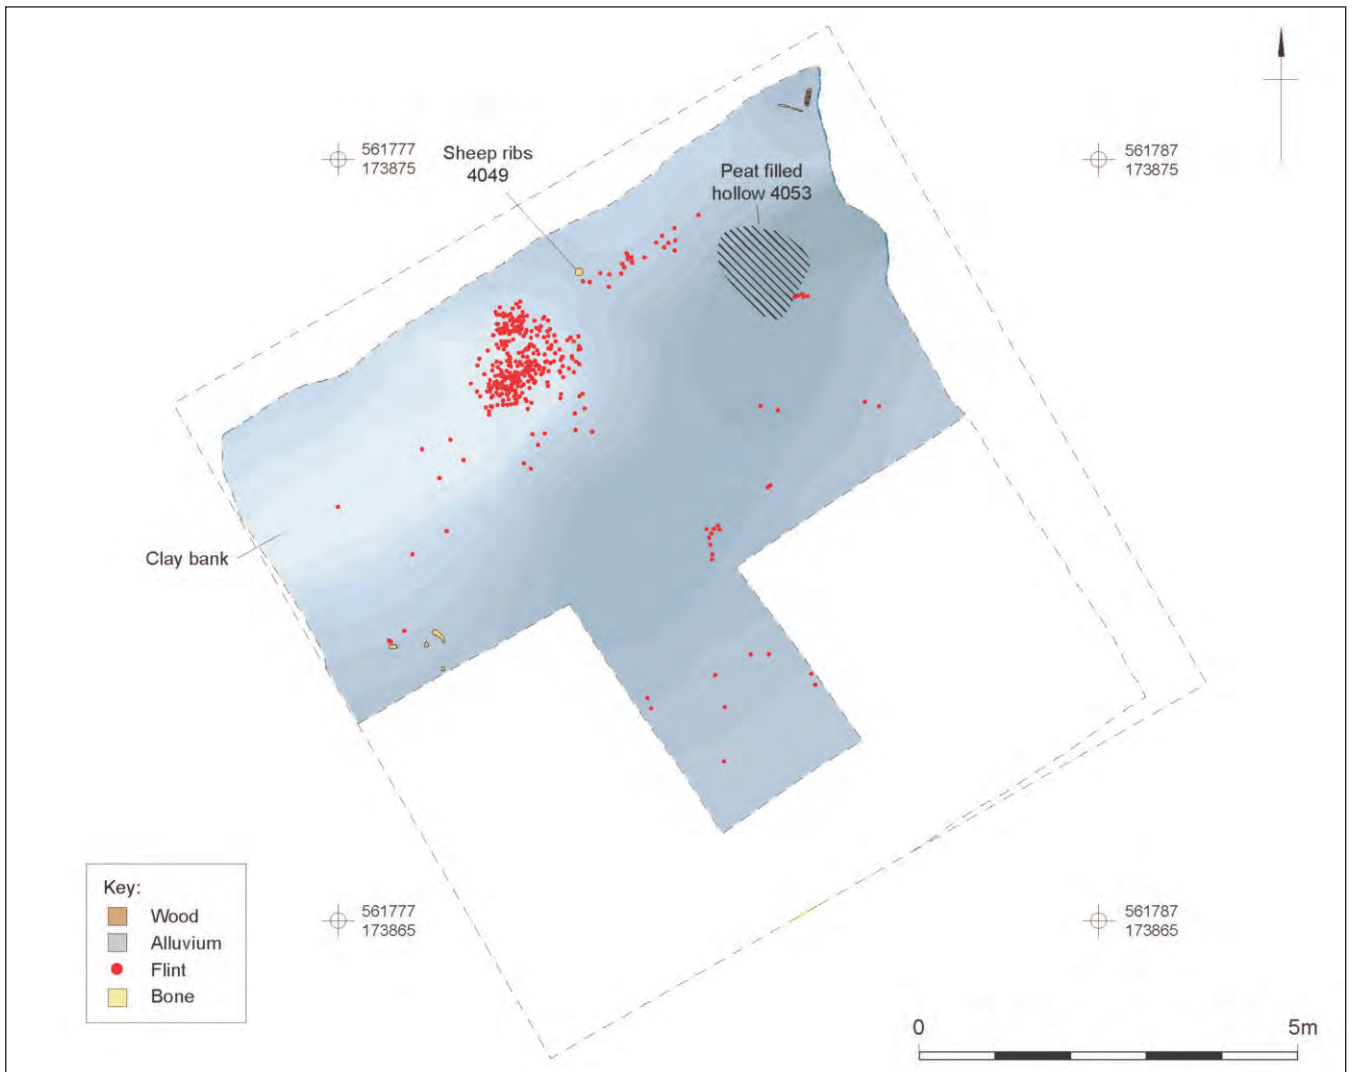 561777
173875
Sheep ribs
4049
Peat filled
hollow 4053
561787
173875
Clay bank
Key:
Wood
Alluvium
Flint
Bone
561777
173865
561787
173865
0
5m